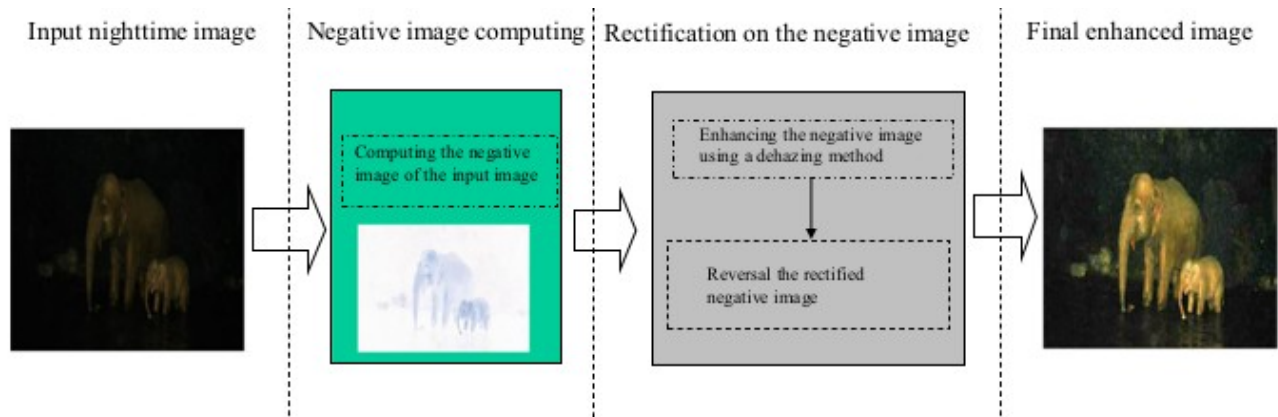 Input nighttime image
Negative image computing
Rectification on the negative image
Final enhanced image
Computing the negative
image of the input image
Enhancing the negative image
using a dehazing method
Reversal the rectified
negative image